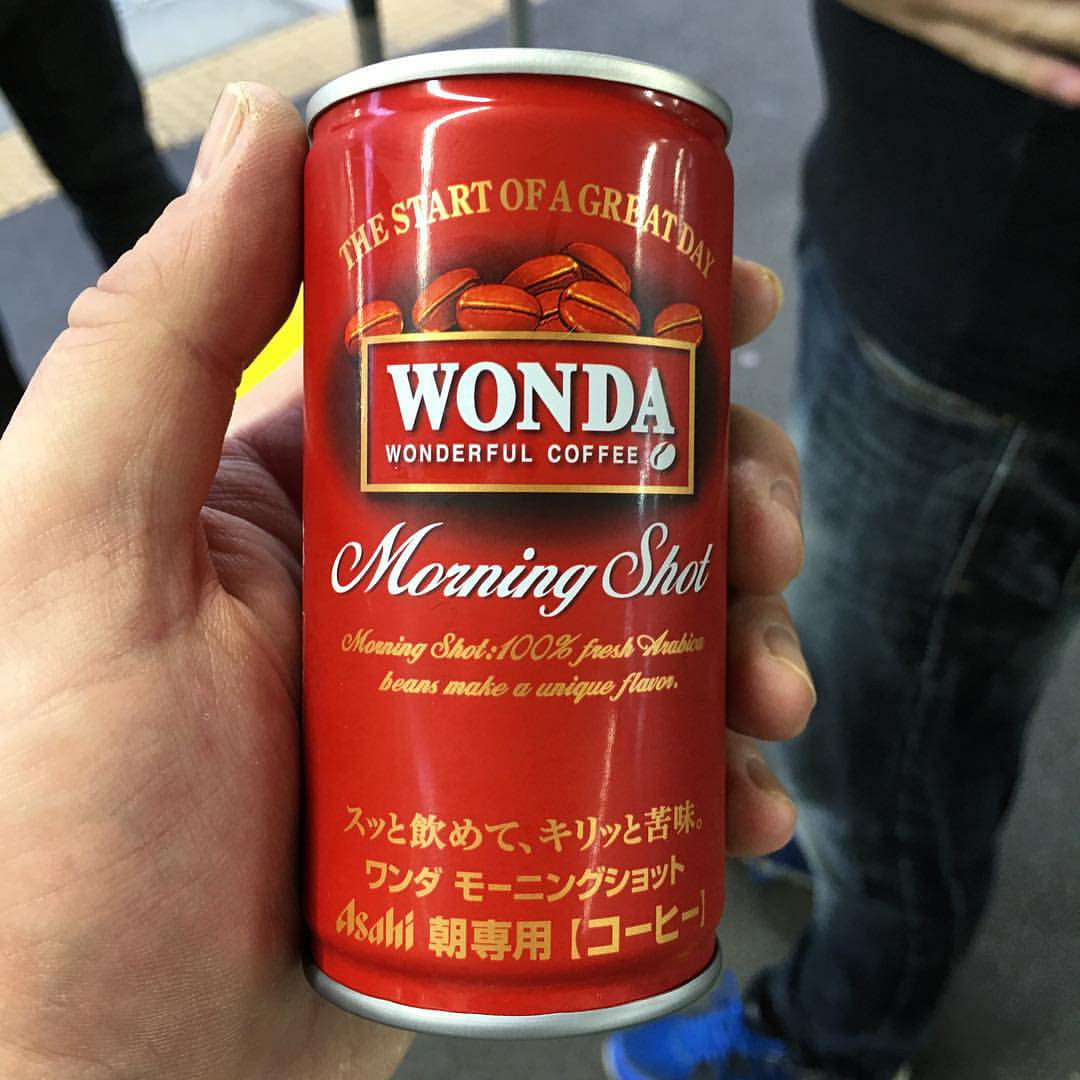 THE START OF A GREAT DAY
WONDA
WONDERFUL COFFEE
Morning Shot
Morning Shot:100% fresh Arabica
beans make a unique flavor.
スッと飲めて、キリッと苦味。
ワンダ モーニングショット
Asahi 朝専用【コーヒー】